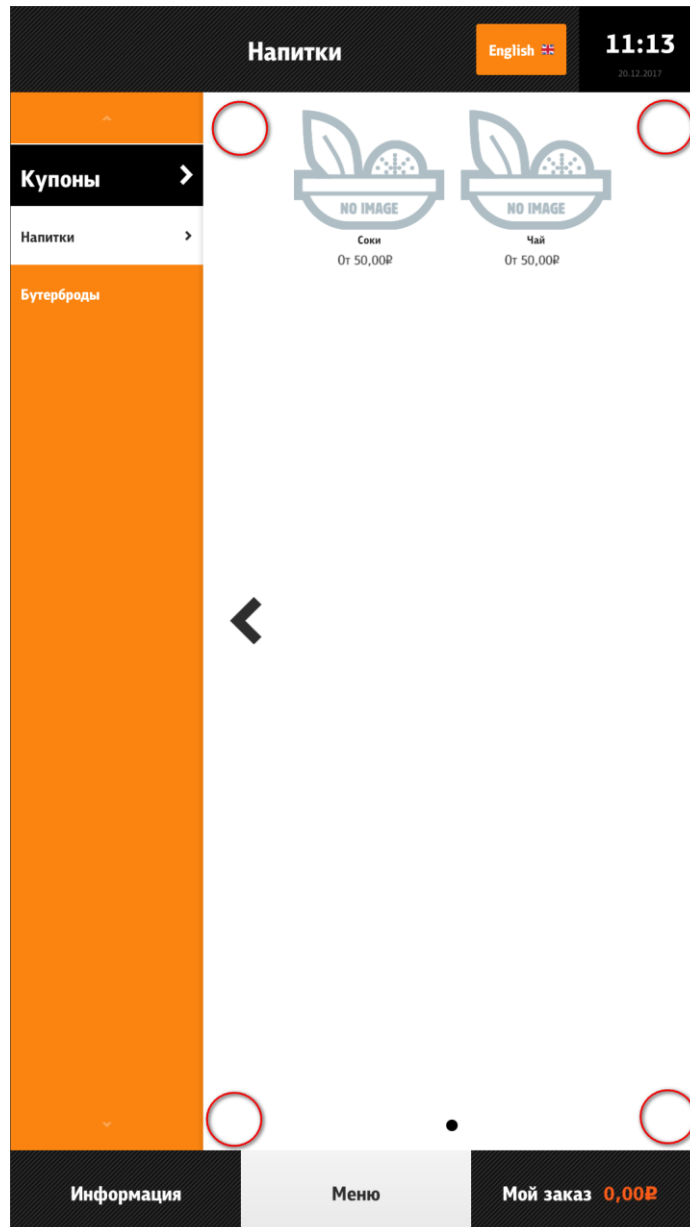 Напитки
English
11:13
20.12.2017
Купоны
Напитки
Бутерброды
NO IMAGE
NO IMAGE
Соки
Чай
От 50,00₽
От 50,00₽
Информация
Меню
Мой заказ 0,00₽